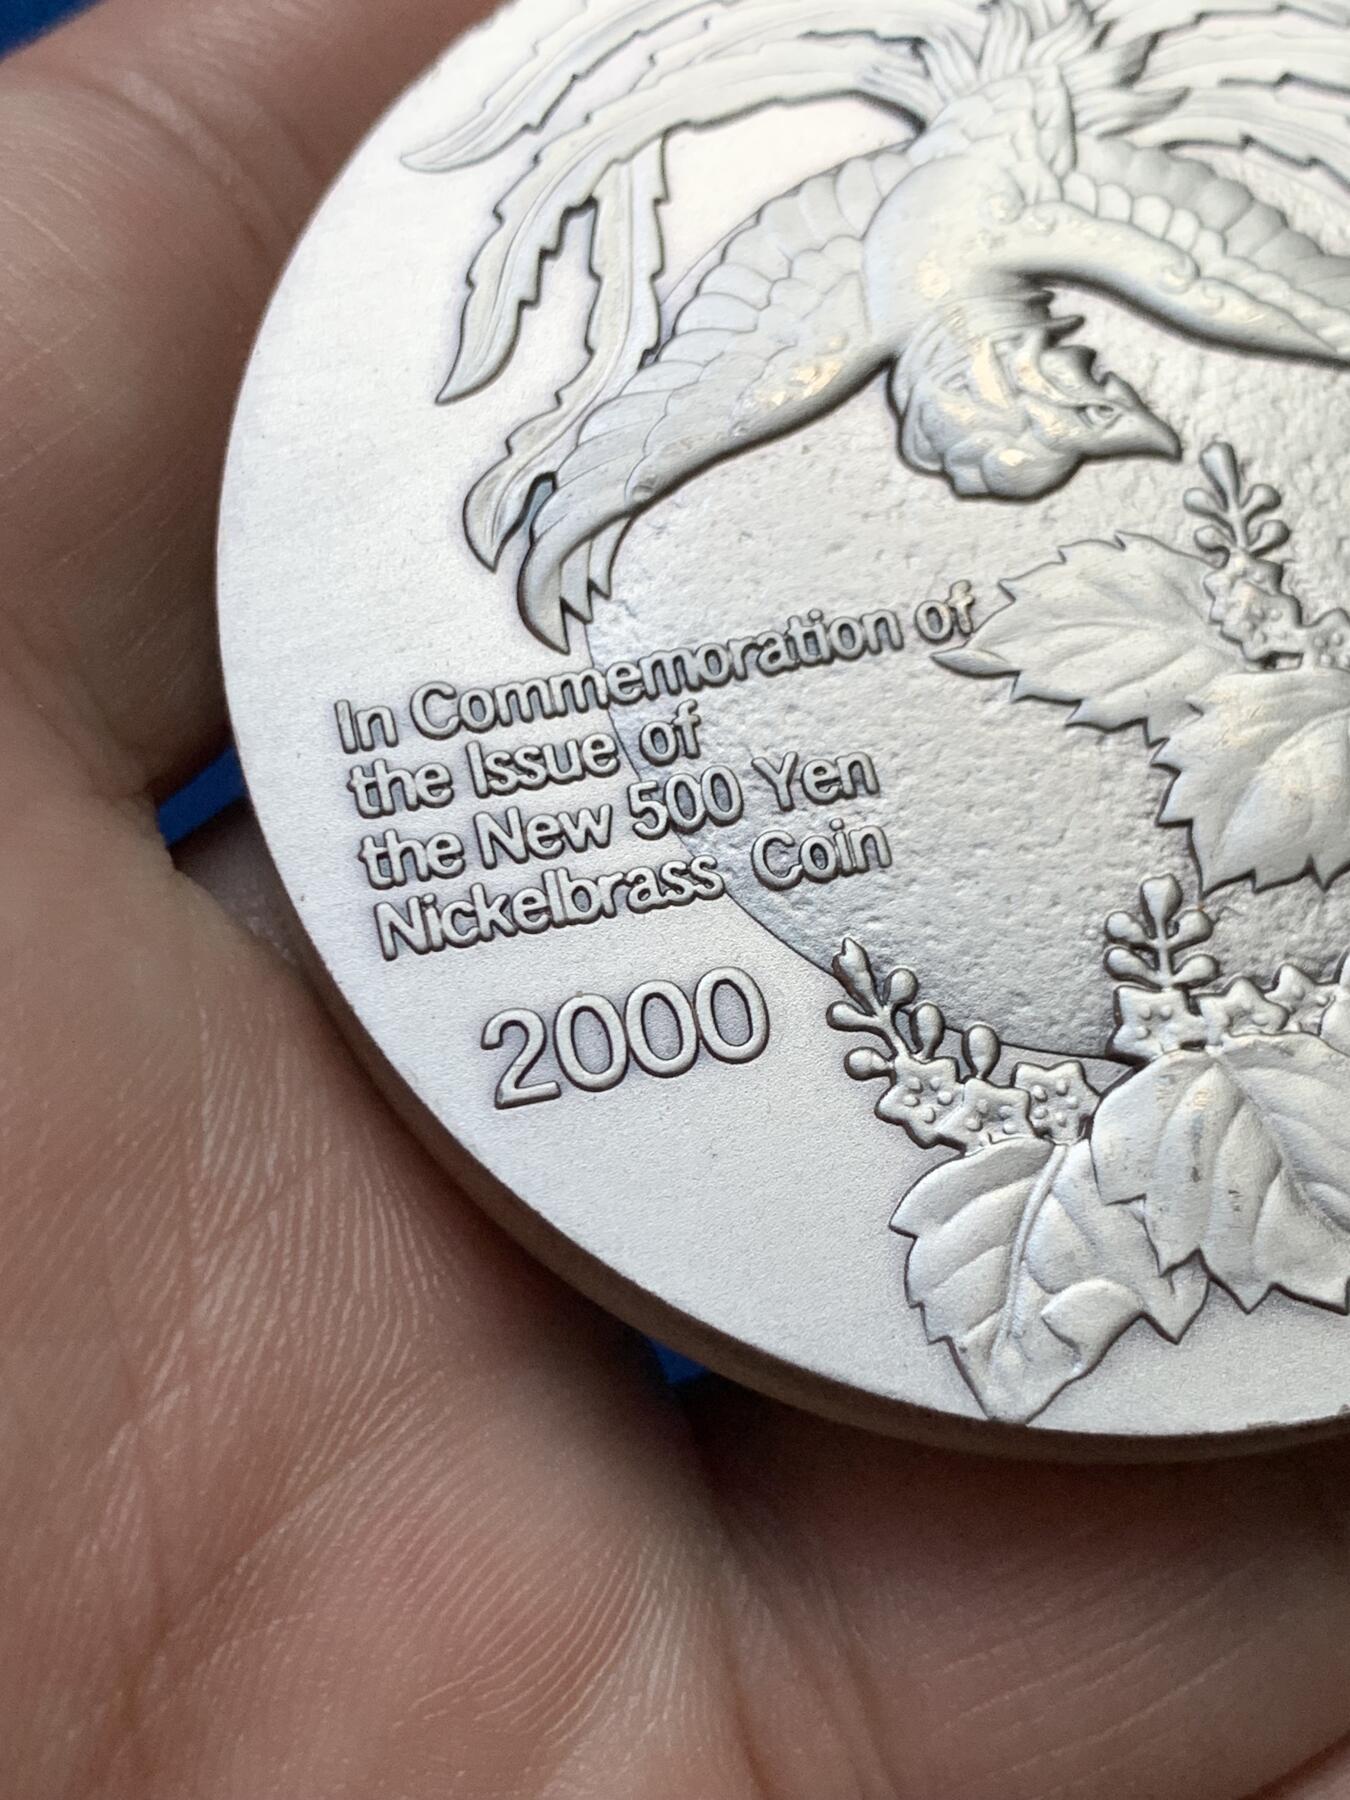 In Commemoration of
the Issue of
the New 500 Yen
Nickelbrass Coin
2000